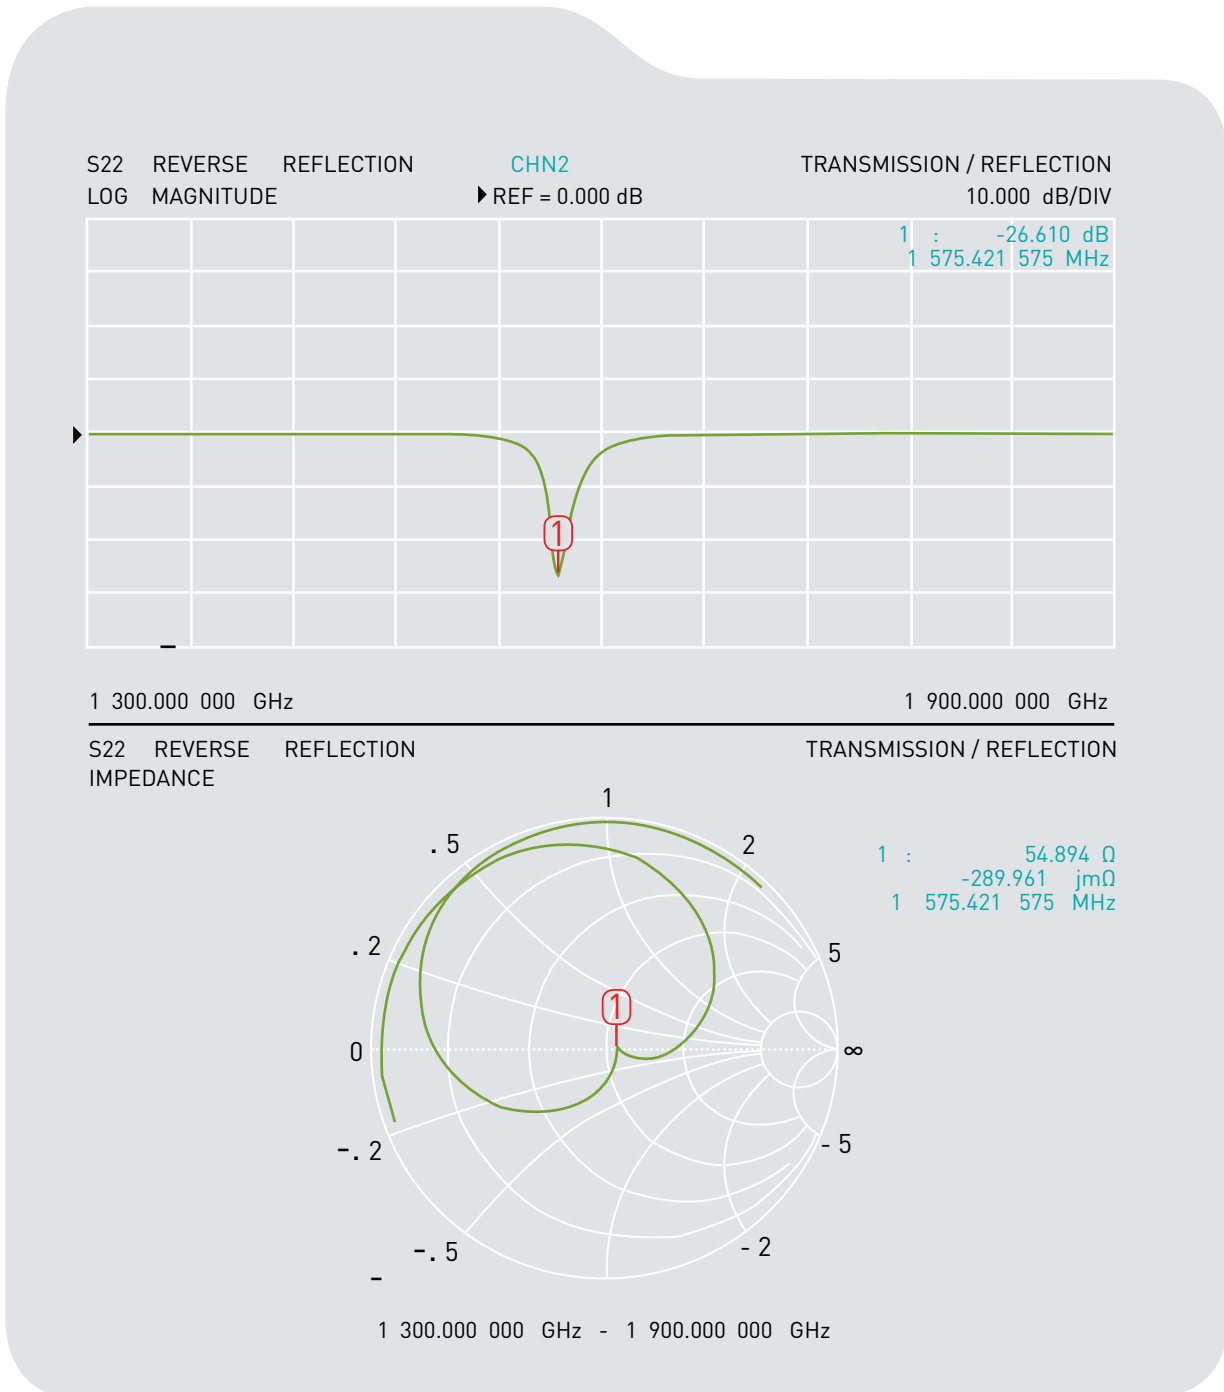 S22 REVERSE REFLECTION CHN2 TRANSMISSION / REFLECTION
LOG MAGNITUDE REF = 0.000 dB 10.000 dB/DIV
1 : -26.610 dB
1 575.421 575 MHz
1
1 300.000 000 GHz 1 900.000 000 GHz
S22 REVERSE REFLECTION TRANSMISSION / REFLECTION
IMPEDANCE
1
. 5 2
1 : 54.894 Ω
-289.961 jmΩ
1 575.421 575 MHz
. 2 5
1
0 ∞
-. 2 - 5
-. 5 - 2
1 300.000 000 GHz - 1 900.000 000 GHz